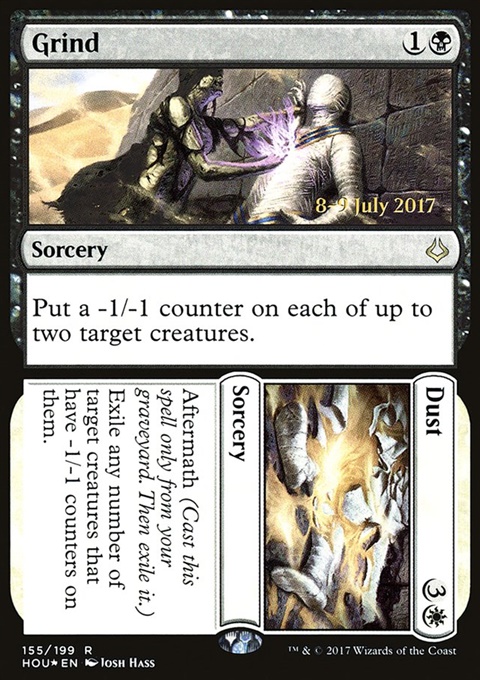 Grind 1
8–9 July 2017
Sorcery
Put a -1/-1 counter on each of up to
two target creatures.
Dust 3
Sorcery
Aftermath (Cast this
spell only from your
graveyard. Then exile it.)
Exile any number of
target creatures that
have -1/-1 counters on
them.
155/199 R
HOU★EN Josh Hass
™ & © 2017 Wizards of the Coast